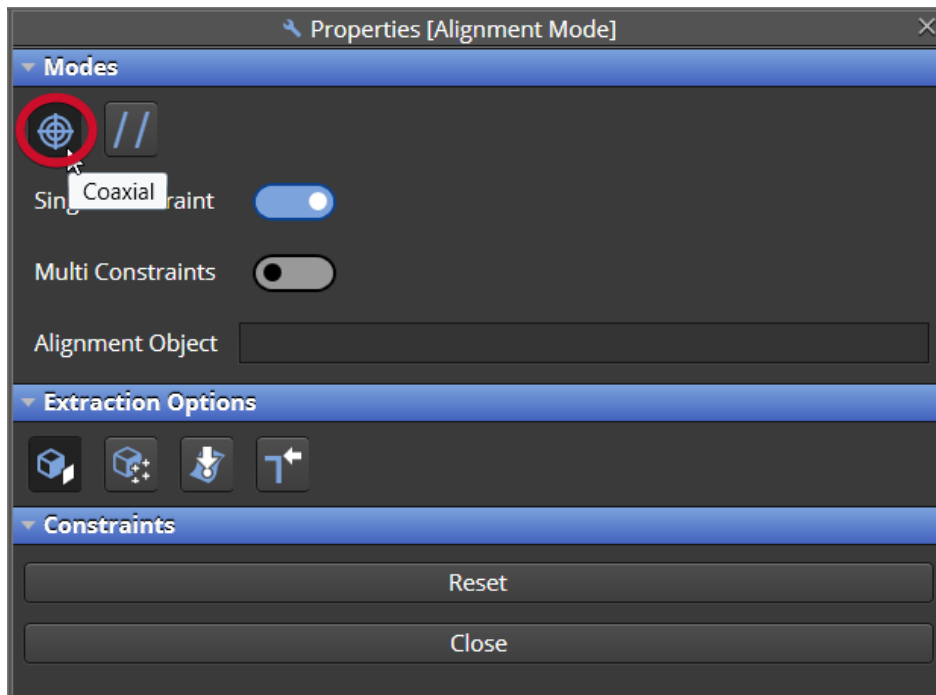 Properties [Alignment Mode]
Modes
Coaxial
Sing raint
Multi Constraints
Alignment Object
Extraction Options
Constraints
Reset
Close